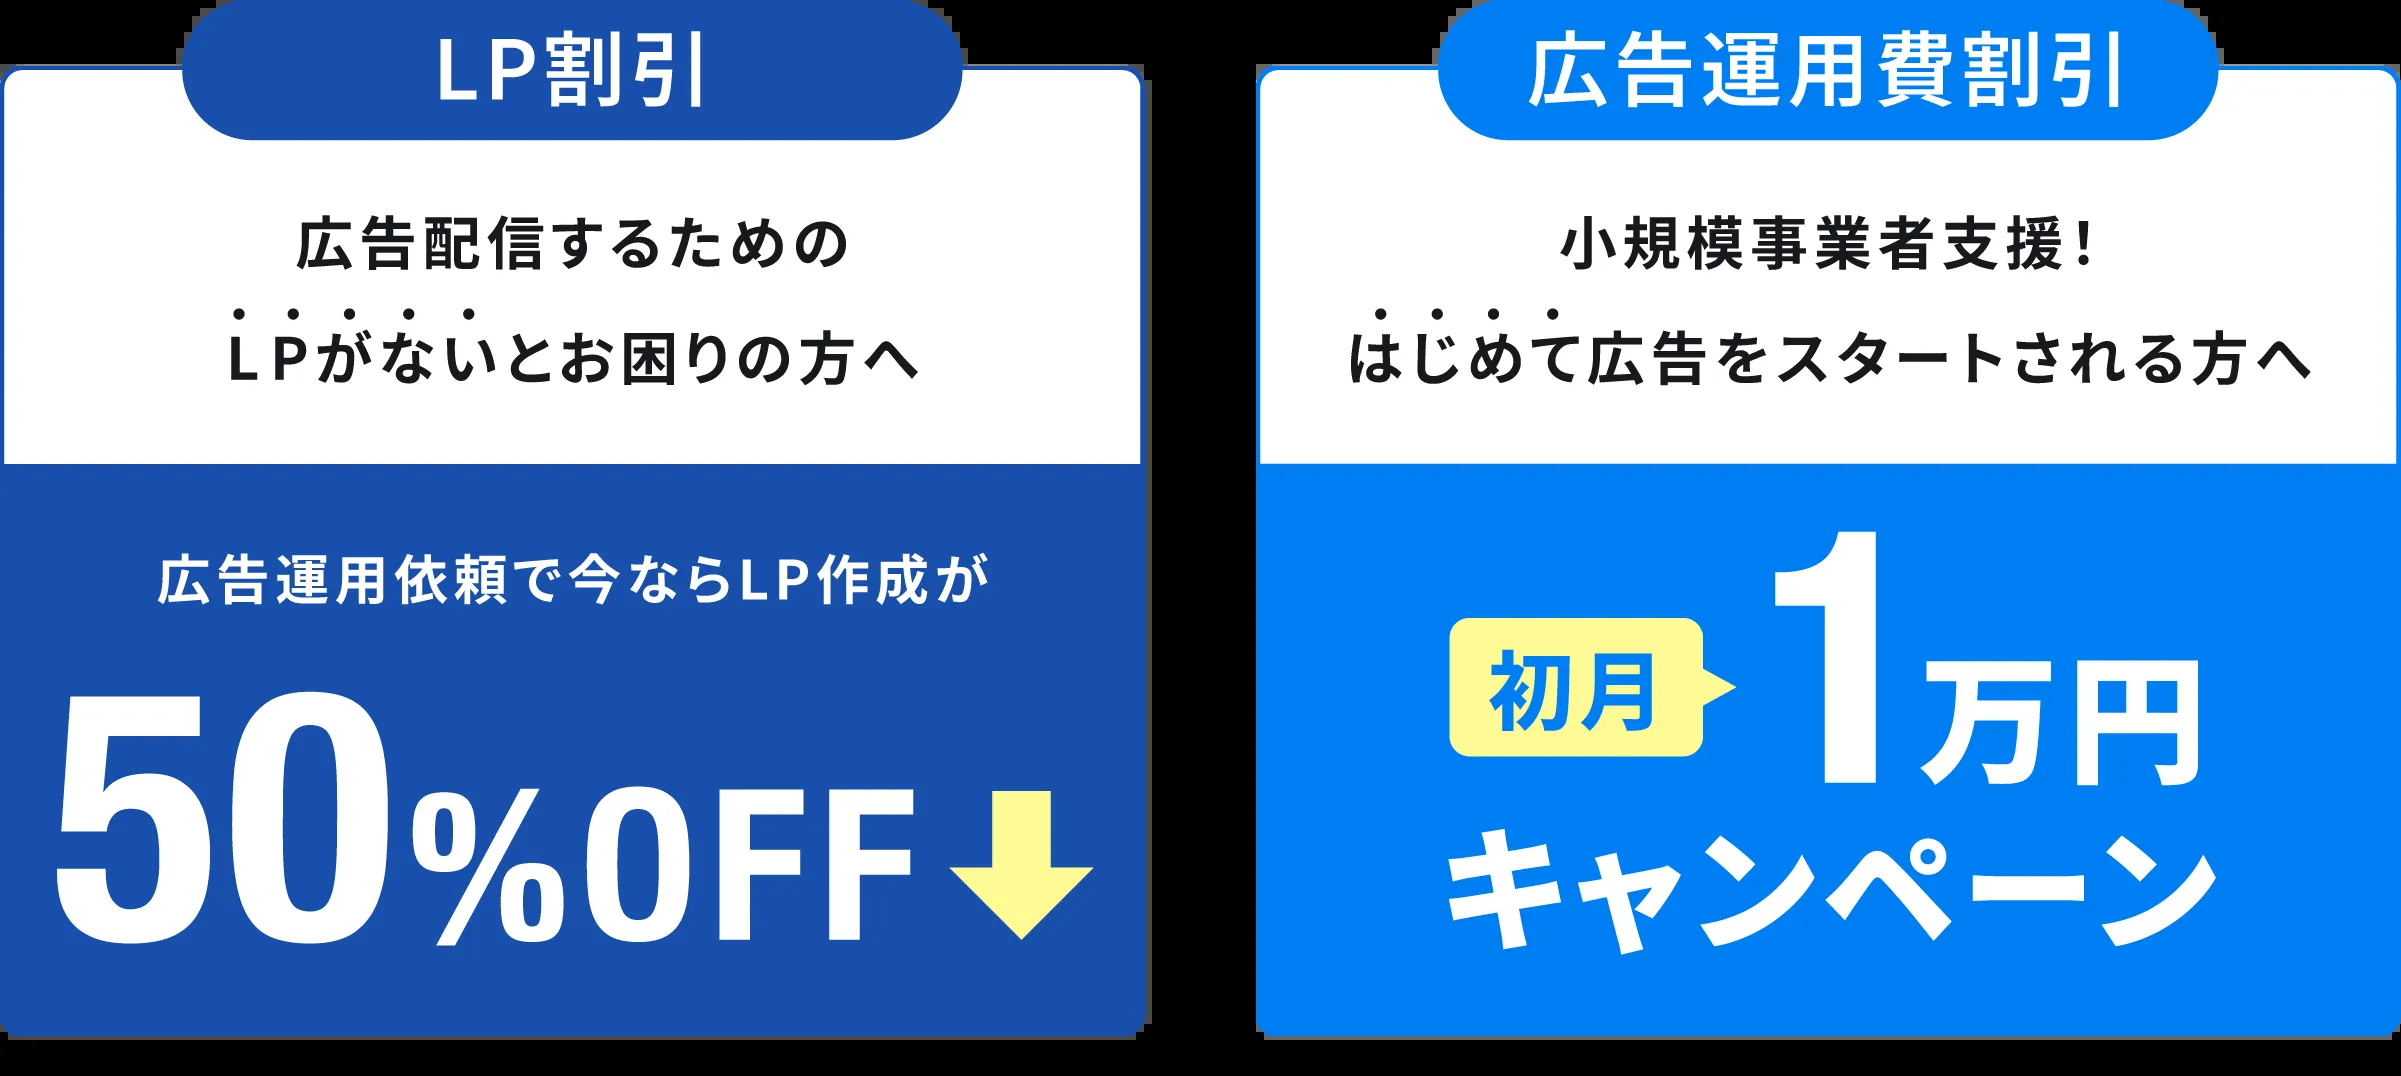 LP割引
広告配信するための
LPがないとお困りの方へ
広告運用依頼で今ならLP作成が
50%OFF
広告運用費割引
小規模事業者支援！
はじめて広告をスタートされる方へ
初月
1万円
キャンペーン